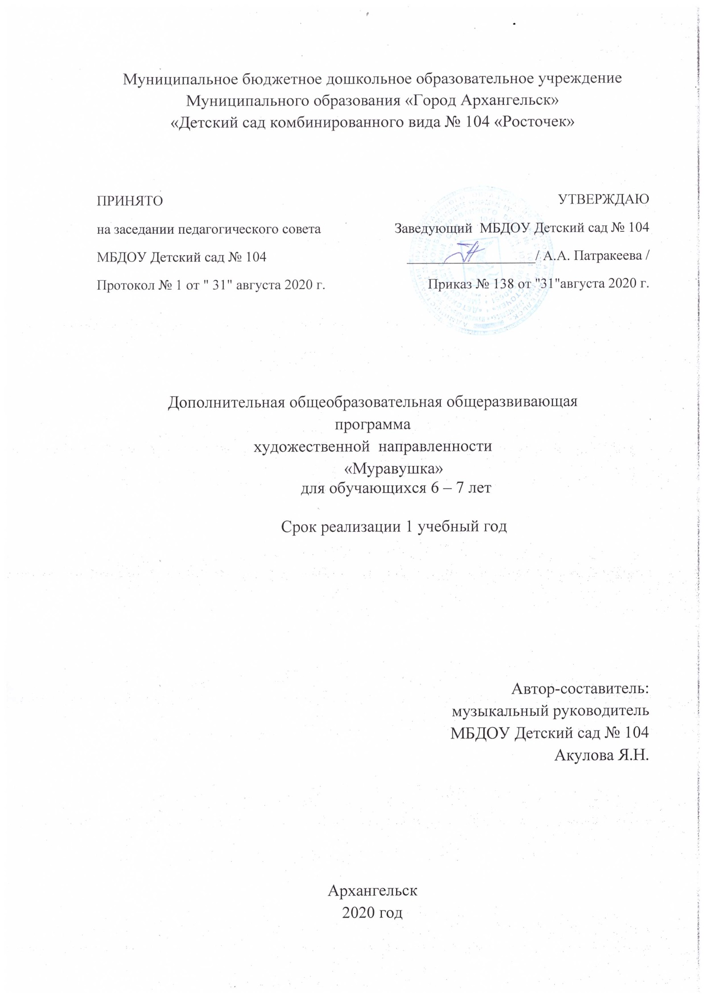 Муниципальное бюджетное дошкольное образовательное учреждение
Муниципального образования «Город Архангельск»
«Детский сад комбинированного вида № 104 «Росточек»
ПРИНЯТО
на заседании педагогического совета
МБДОУ Детский сад № 104
Протокол № 1 от " 31" августа 2020 г.
УТВЕРЖДАЮ
Заведующий МБДОУ Детский сад № 104
/ А.А. Патракеева /
Приказ № 138 от "31"августа 2020 г.
Дополнительная общеобразовательная общеразвивающая
программа
художественной направленности
«Муравушка»
для обучающихся 6 – 7 лет
Срок реализации 1 учебный год
Автор-составитель:
музыкальный руководитель
МБДОУ Детский сад № 104
Акулова Я.Н.
Архангельск
2020 год